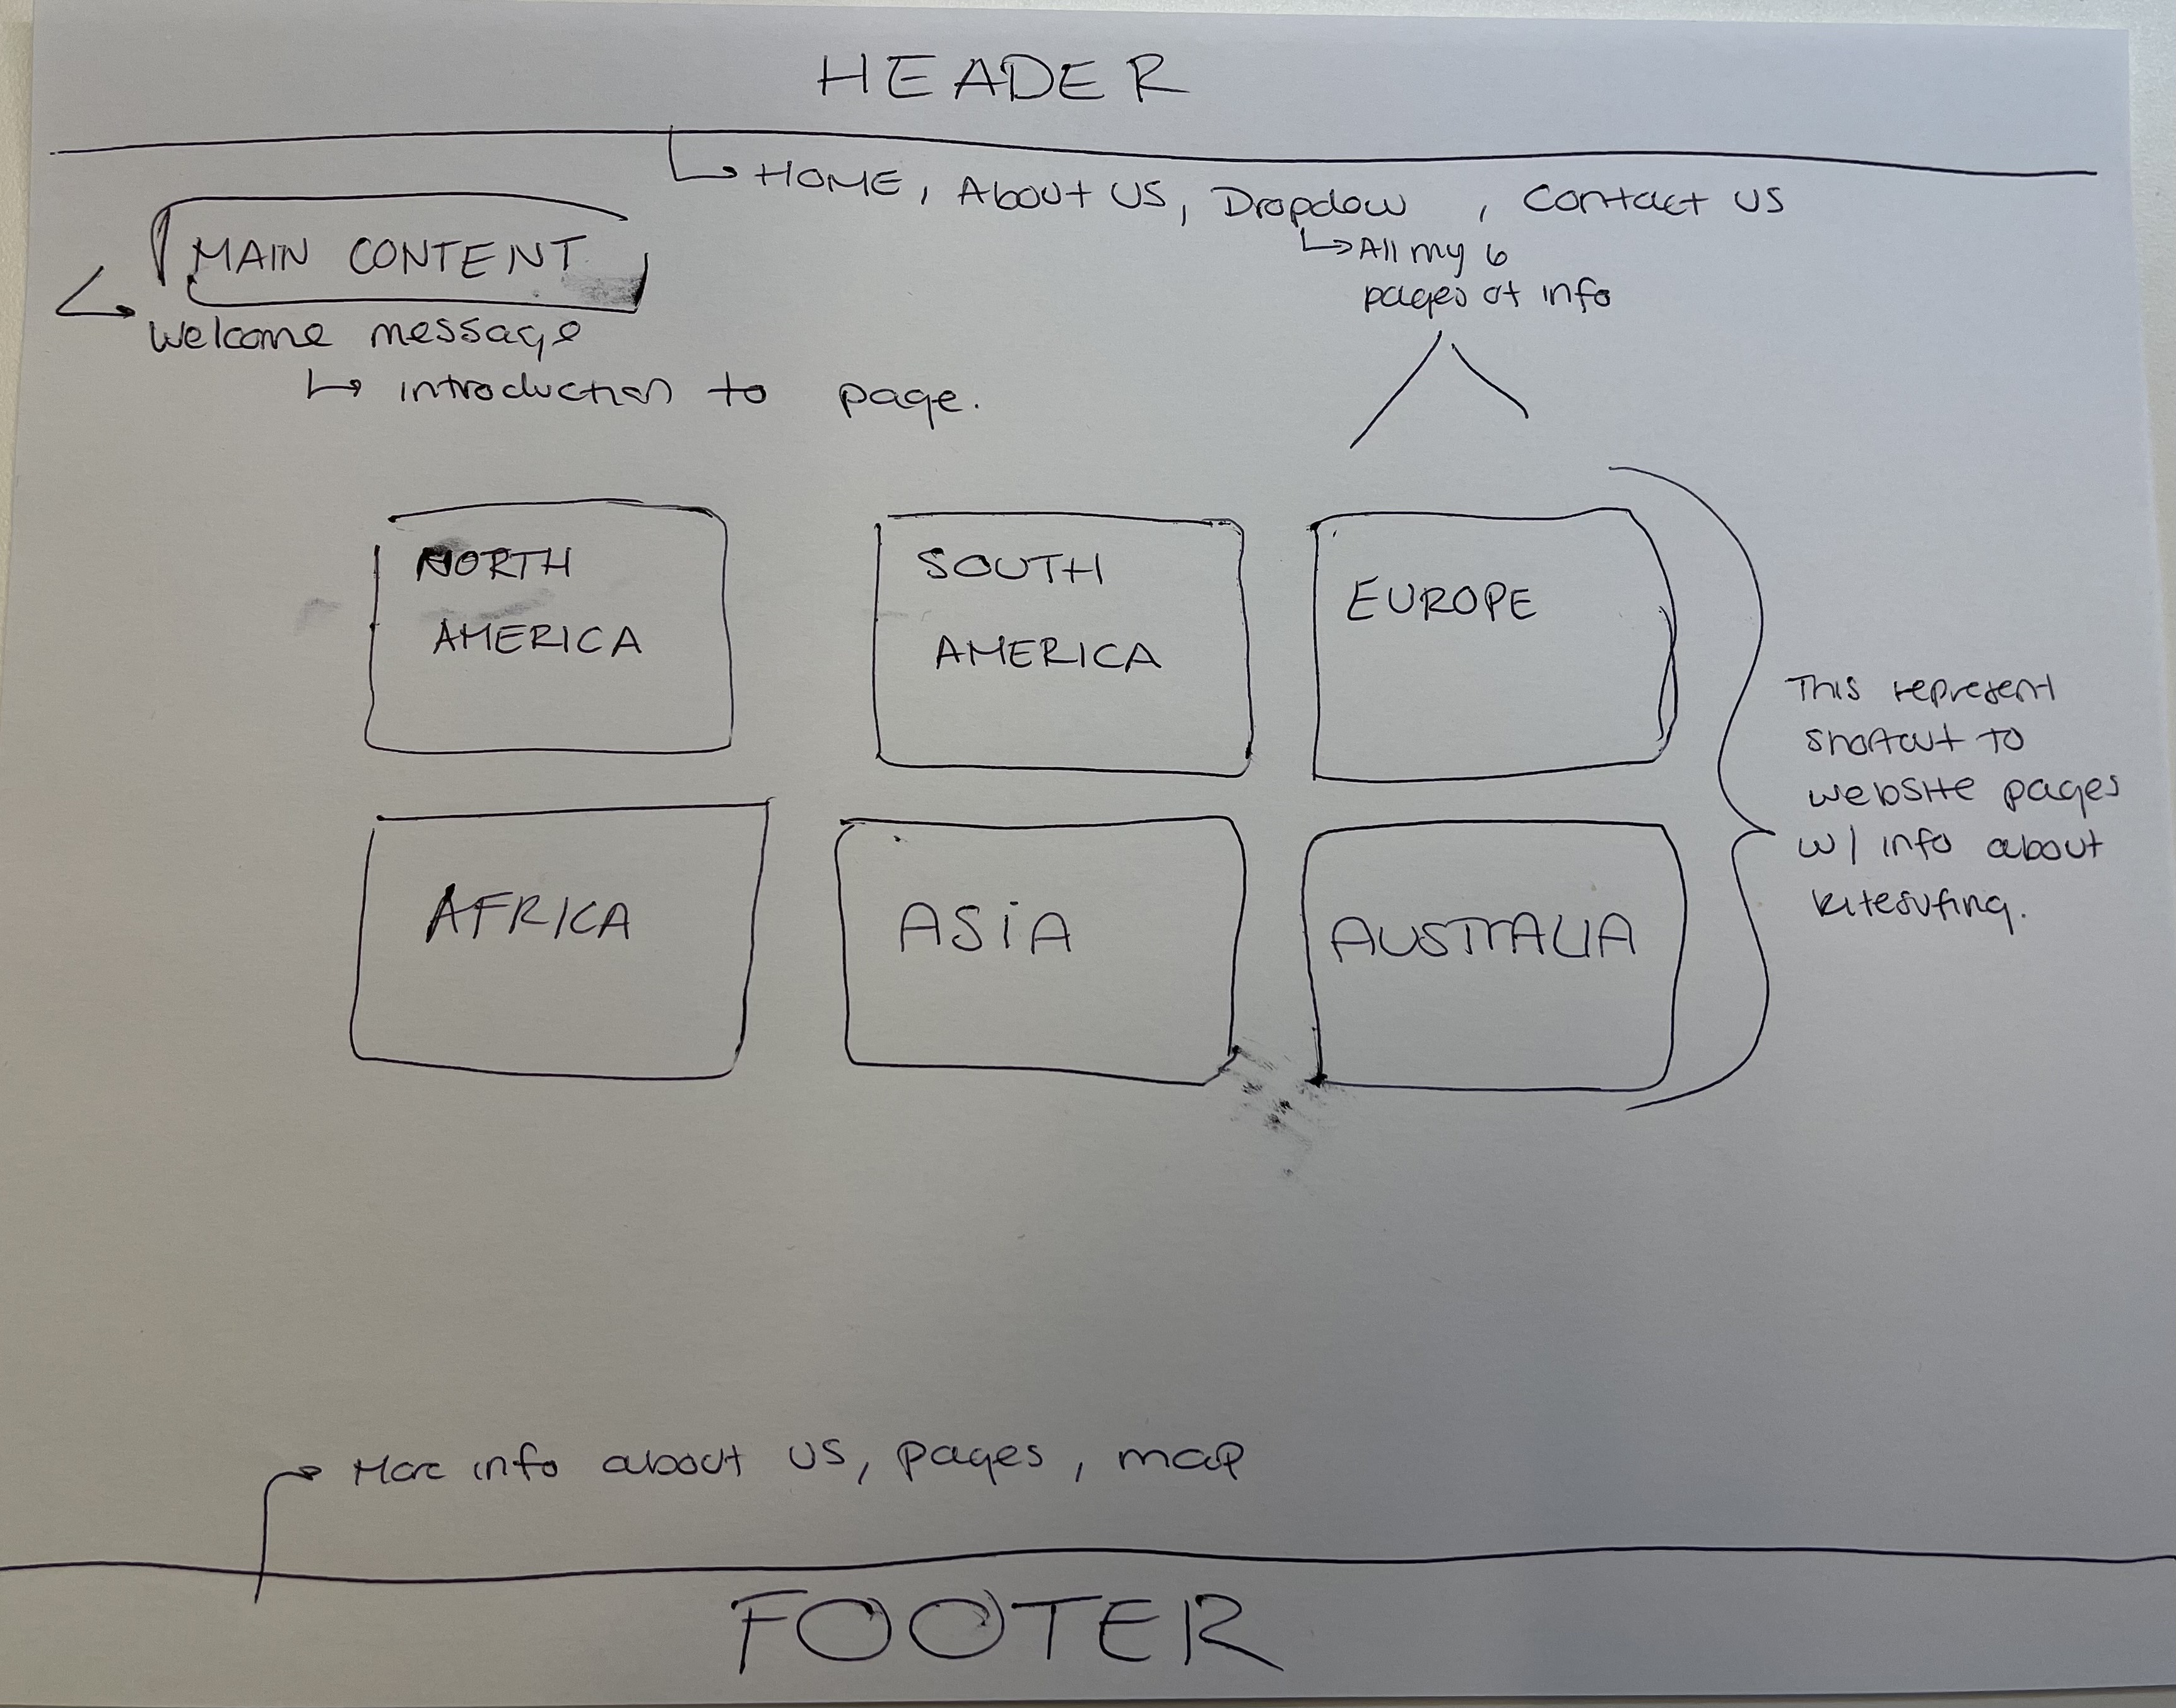 HEADER
HOME, About US, Dropdow , Contact US
All my 6
pages of info
MAIN CONTENT
Welcome message
introduction to page.
NORTH
AMERICA
SOUTH
AMERICA
EUROPE
AFRICA
ASiA
AUSTRALIA
This represent
shortcut to
website pages
w/ info about
kitesufing.
More info about us, pages, map
FOOTER